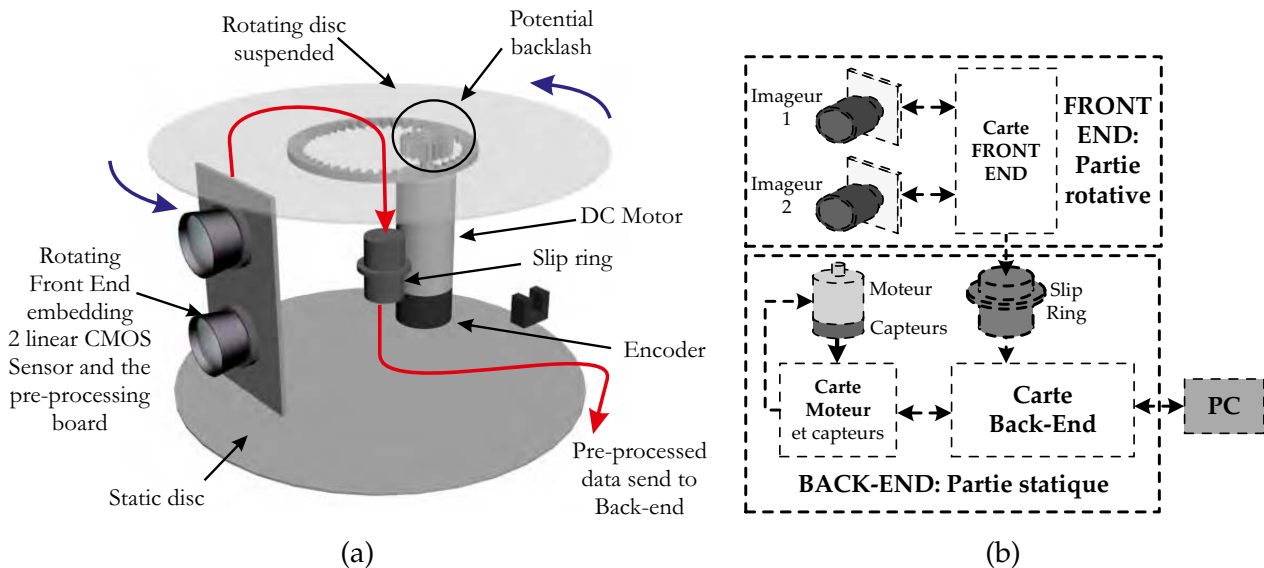 Rotating disc
suspended
Potential
backlash
DC Motor
Slip ring
Encoder
Rotating
Front End
embedding
2 linear CMOS
Sensor and the
pre-processing
board
Static disc
Pre-processed
data send to
Back-end
(a)
Imageur
1
Imageur
2
Carte
FRONT
END
FRONT
END:
Partie
rotative
Moteur
Capteurs
Slip
Ring
Carte
Moteur
et capteurs
Carte
Back-End
PC
BACK-END: Partie statique
(b)